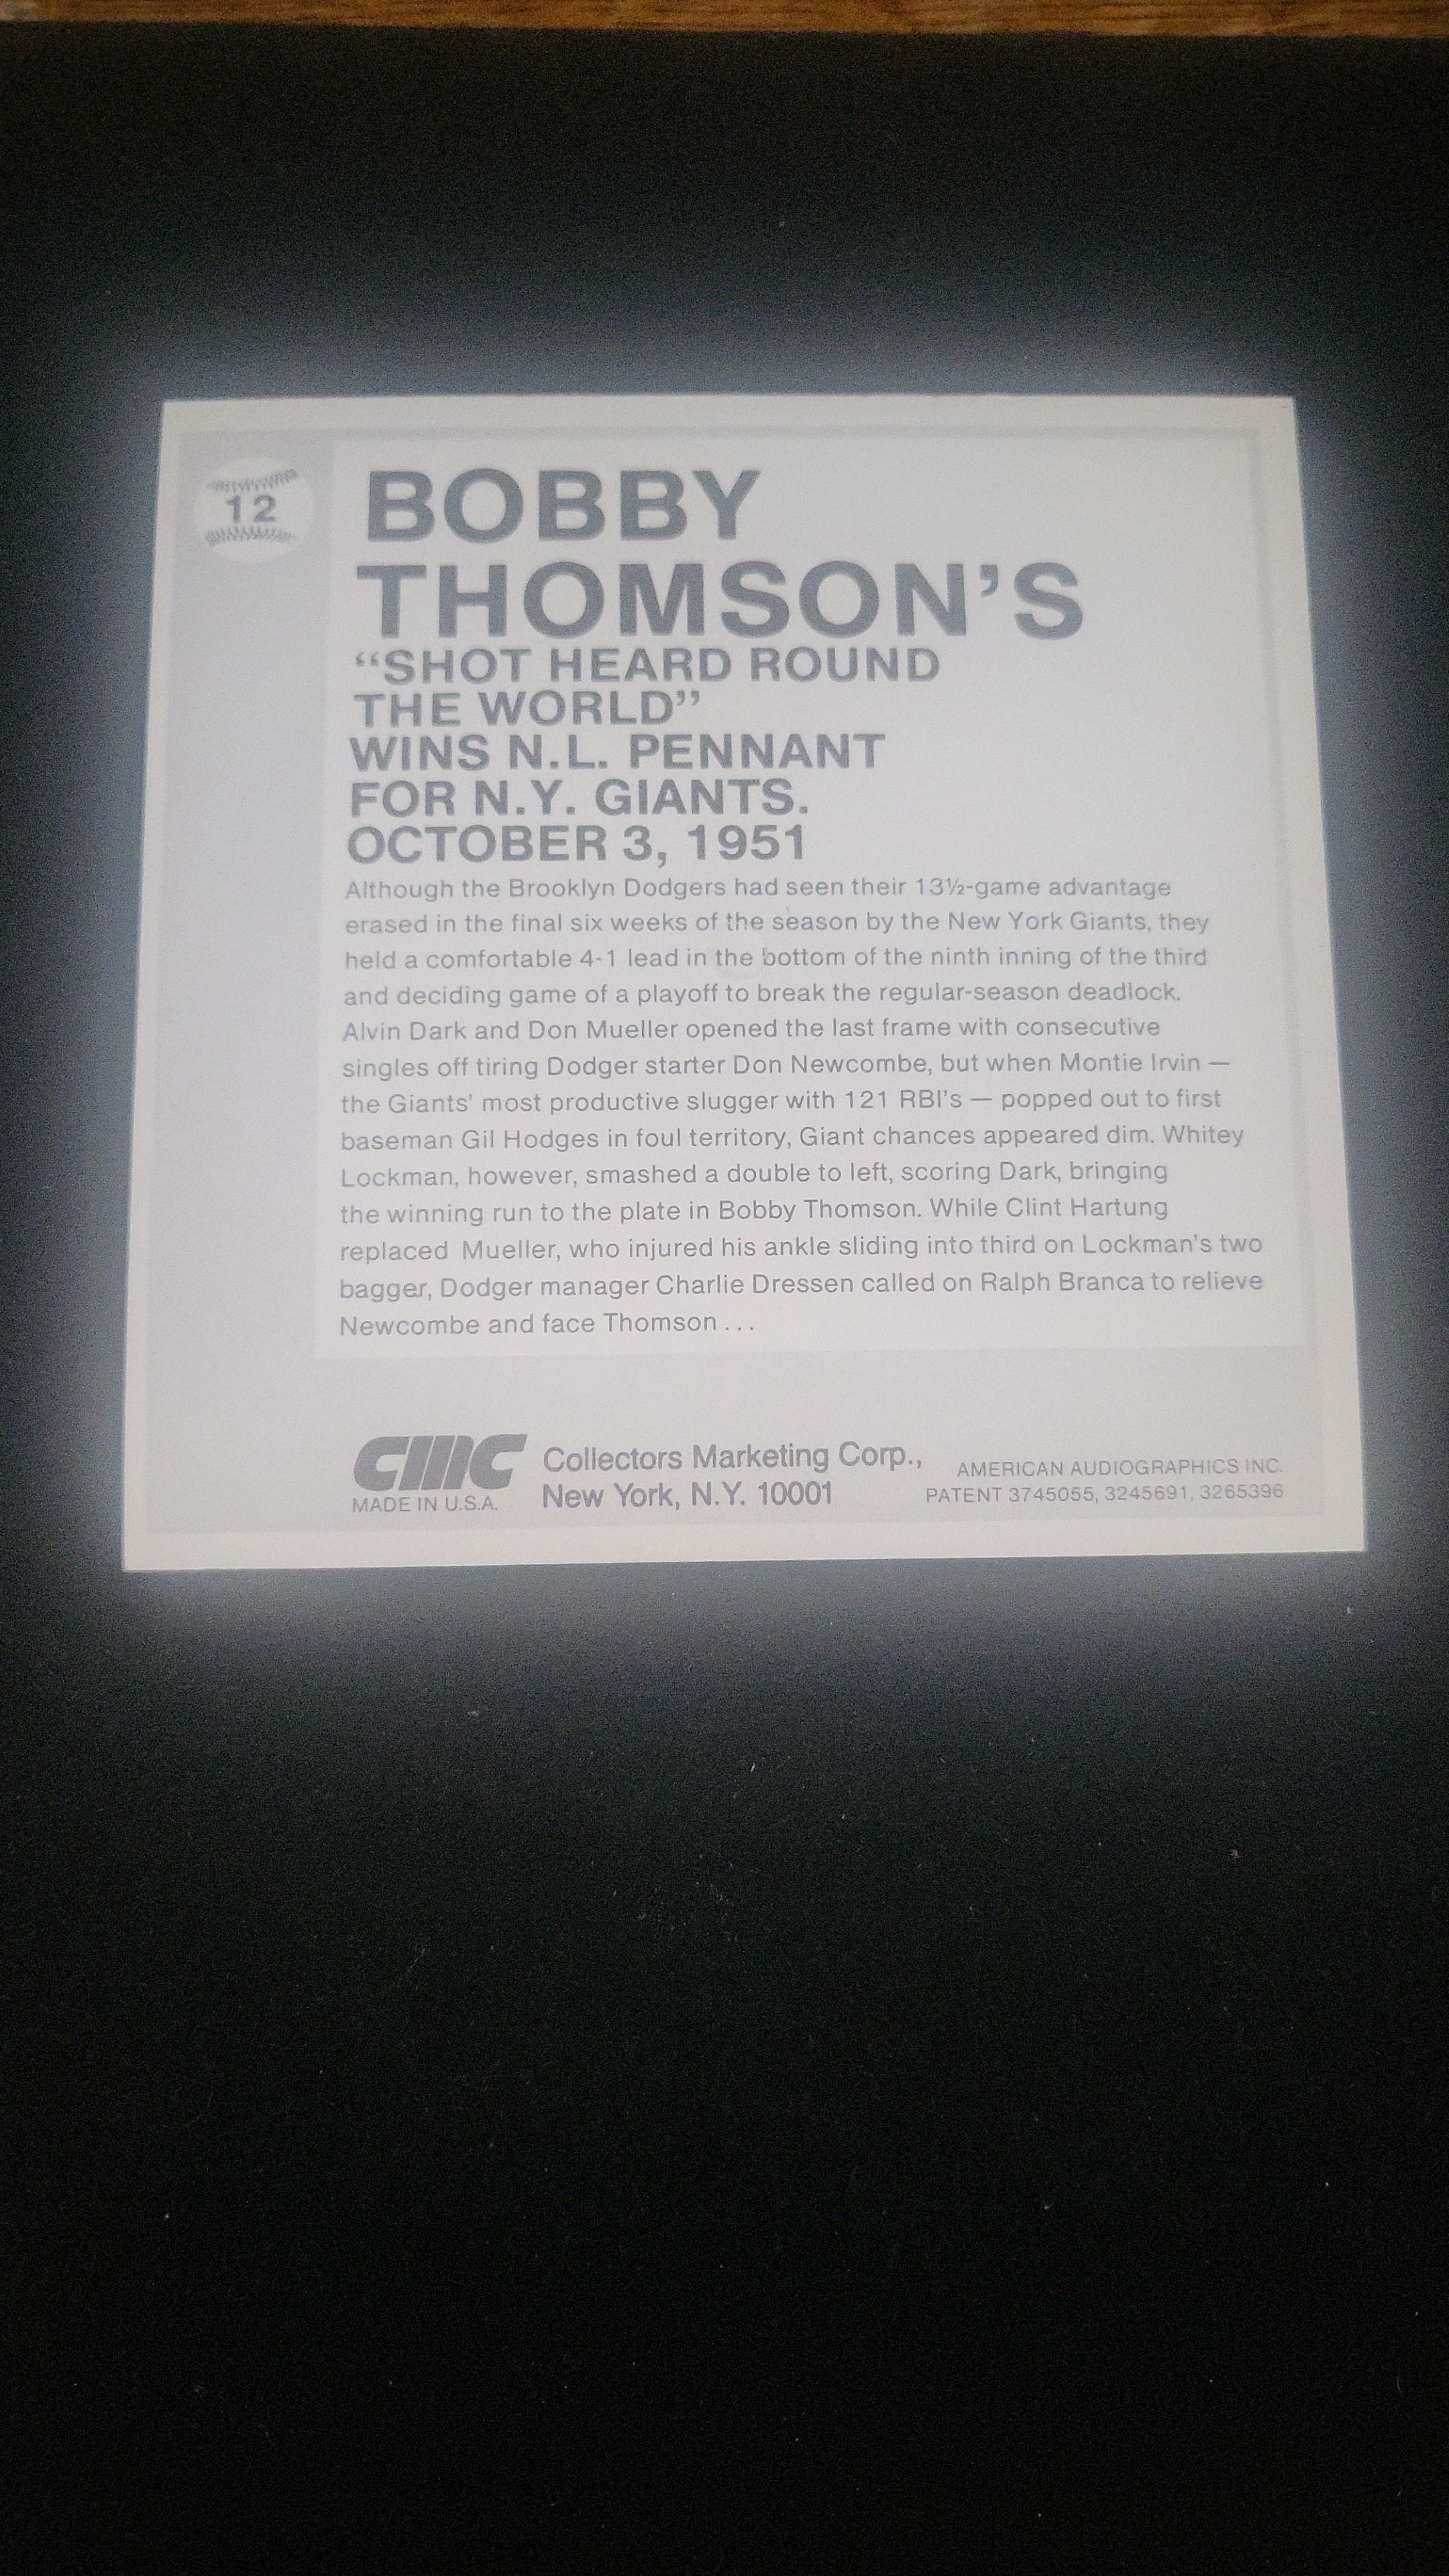 12
BOBBY
THOMSON'S
“SHOT HEARD ROUND
THE WORLD”
WINS N.L. PENNANT
FOR N.Y. GIANTS.
OCTOBER 3, 1951
Although the Brooklyn Dodgers had seen their 13½-game advantage
erased in the final six weeks of the season by the New York Giants, they
held a comfortable 4-1 lead in the bottom of the ninth inning of the third
and deciding game of a playoff to break the regular-season deadlock.
Alvin Dark and Don Mueller opened the last frame with consecutive
singles off tiring Dodger starter Don Newcombe, but when Montie Irvin —
the Giants' most productive slugger with 121 RBI's — popped out to first
baseman Gil Hodges in foul territory, Giant chances appeared dim. Whitey
Lockman, however, smashed a double to left, scoring Dark, bringing
the winning run to the plate in Bobby Thomson. While Clint Hartung
replaced Mueller, who injured his ankle sliding into third on Lockman's two
bagger, Dodger manager Charlie Dressen called on Ralph Branca to relieve
Newcombe and face Thomson . . .
CMC
MADE IN U.S.A.
Collectors Marketing Corp.,
New York, N.Y. 10001
AMERICAN AUDIOGRAPHICS INC.
PATENT 3745055, 3245691, 3265396